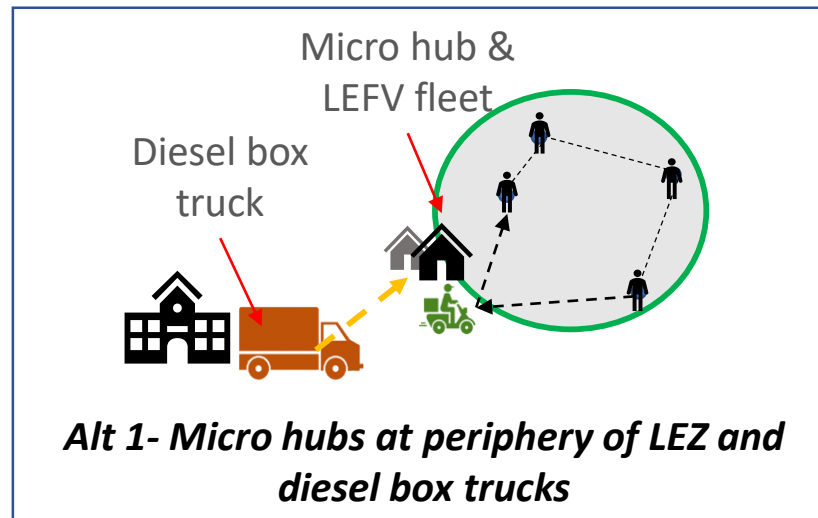 Micro hub &
LEFV fleet
Diesel box
truck
Alt 1- Micro hubs at periphery of LEZ and
diesel box trucks